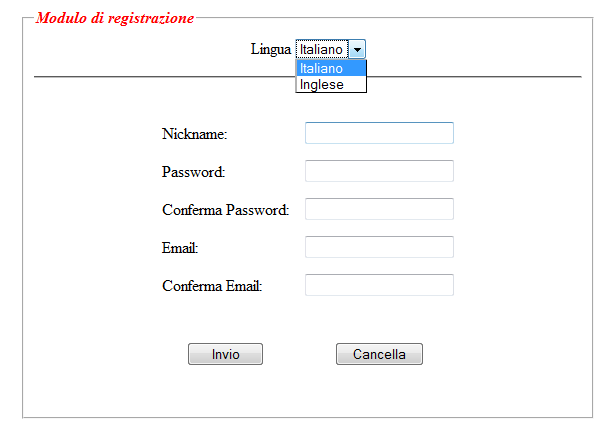 Modulo di registrazione
Lingua Italiano
Italiano
Inglese
Nickname:
Password:
Conferma Password:
Email:
Conferma Email:
Invio Cancella